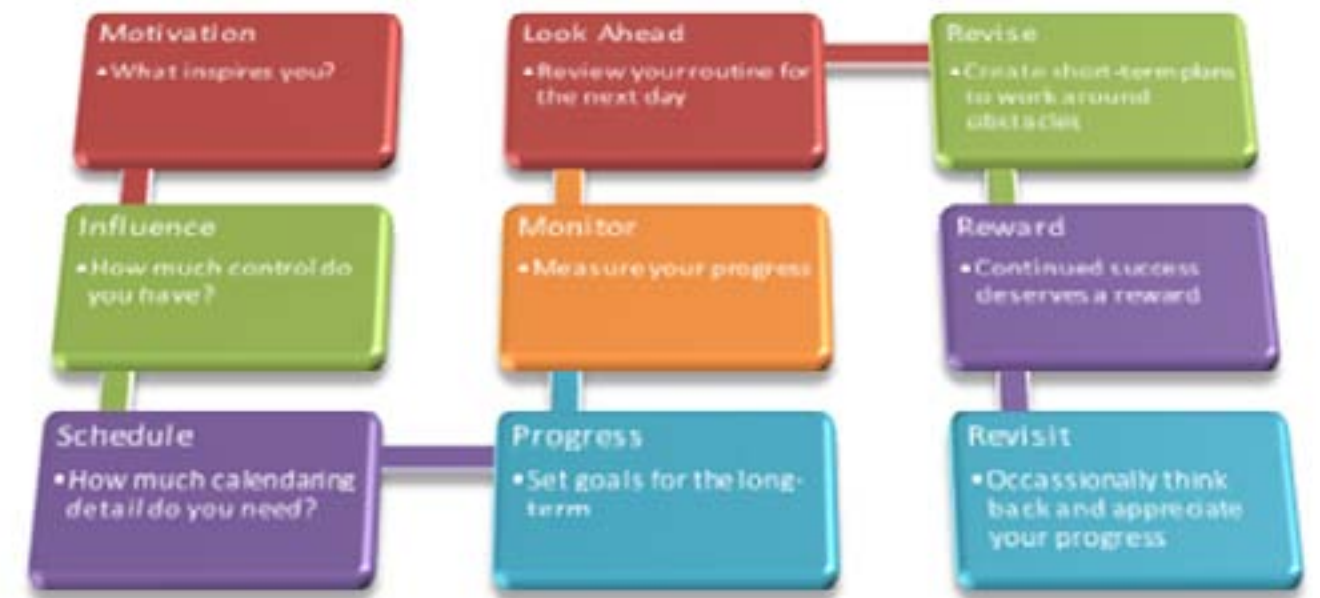 Motivation
•What inspires you?
Influence
•How much control do
you have?
Schedule
•How much calendaring
detail do you need?
Progress
•Set goals for the long-
term
Monitor
•Measure your progress
Look Ahead
•Review your routine for
the next day
Revise
•Create short-term plans
to work around
obstacles
Reward
•Continued success
deserves a reward
Revisit
•Occassionally think
back and appreciate
your progress